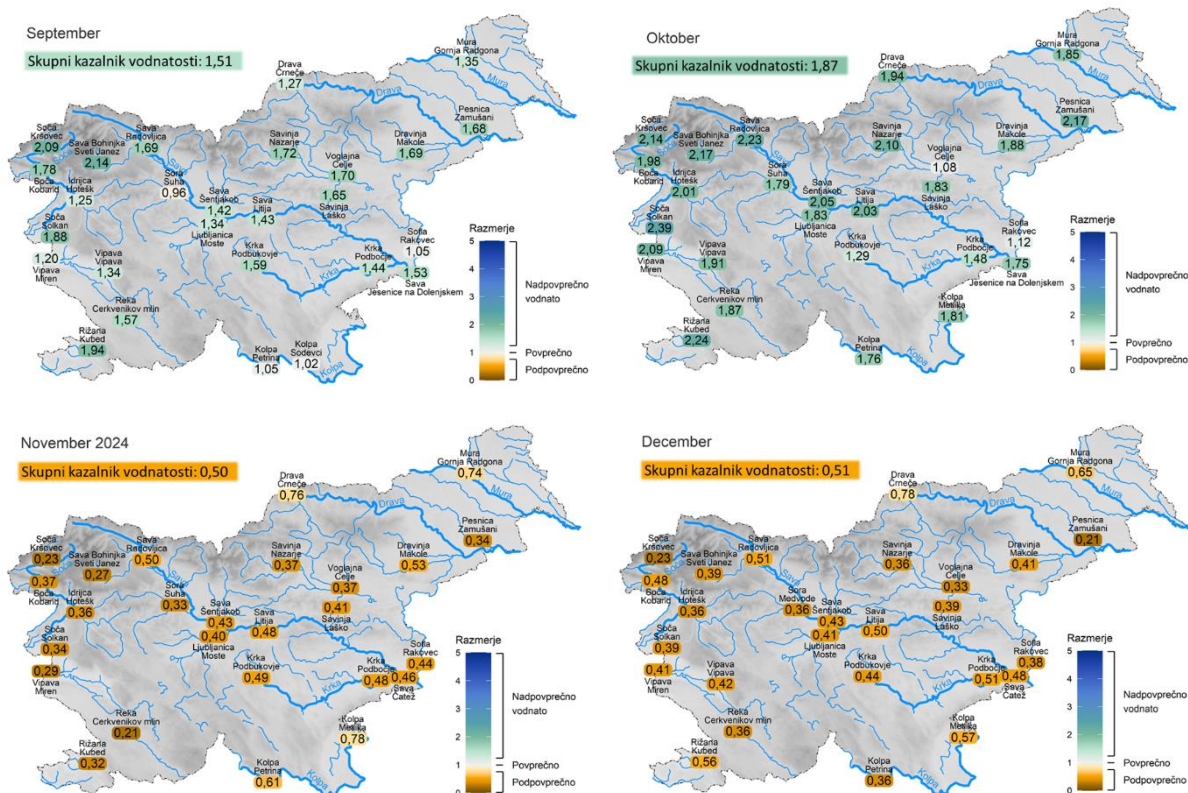 September
Skupni kazalnik vodnatosti: 1,51
Mura
Gornja Radgona
1,35
Drava
Črneče
1,27
Drava
Mura
Pesnica
Zamušani
1,68
Soča
Kršovec
2,09
Sava Bohinjka
Sveti Janez
2,14
Sava
Radovljica
1,69
Savinja
Nazarje
1,72
Dravinja
Makole
1,69
Voglajna
Celje
1,70
1,78
Soča
Kobarid
Idrijca
Hotešk
1,25
Sora
Suha
0,96
Sava
Sava
Šentjakob
1,42
1,34
Ljubljanica
Moste
Sava
Litija
1,43
1,65
Savinja
Laško
Soča
Solkan
1,88
1,20
Vipava
Miren
Vipava
Vipava
1,34
Krka
Podbukovje
1,59
Krka
Krka
Podbočje
1,44
Sotla
Rakovec
1,05
1,53
Sava
Jesenice na Dolenjskem
Reka
Cerkvenikov mlin
1,57
Rižana
Kubed
1,94
Kolpa
Petrina
1,05
Kolpa
Sodevci
1,02
Kolpa
Razmerje
5
4
3
2
1
0
Nadpovprečno
vodnato
Povprečno
Podpovprečno
Oktober
Skupni kazalnik vodnatosti: 1,87
Mura
Gornja Radgona
1,85
Drava
Črneče
1,94
Drava
Mura
Pesnica
Zamušani
2,17
Soča
Kršovec
2,14
Sava Bohinjka
Sveti Janez
2,17
Sava
Radovljica
2,23
Savinja
Nazarje
2,10
Dravinja
Makole
1,88
Voglajna
Celje
1,08
1,98
Soča
Kobarid
Idrijca
Hotešk
2,01
Sora
Suha
1,79
Sava
Sava
Šentjakob
2,05
1,83
Ljubljanica
Moste
Sava
Litija
2,03
1,83
Savinja
Laško
Soča
Solkan
2,39
2,09
Vipava
Miren
Vipava
Vipava
1,91
Krka
Podbukovje
1,29
Krka
Krka
Podbočje
1,48
Sotla
Rakovec
1,12
1,75
Sava
Jesenice na Dolenjskem
Reka
Cerkvenikov mlin
1,87
Kolpa
Metlika
1,81
Rižana
Kubed
2,24
Kolpa
Petrina
1,76
Kolpa
Razmerje
5
4
3
2
1
0
Nadpovprečno
vodnato
Povprečno
Podpovprečno
November 2024
Skupni kazalnik vodnatosti: 0,50
Mura
Gornja Radgona
0,74
Drava
Črneče
0,76
Drava
Mura
Pesnica
Zamušani
0,34
Soča
Kršovec
0,23
Sava Bohinjka
Sveti Janez
0,27
Sava
Radovljica
0,50
Savinja
Nazarje
0,37
Dravinja
Makole
0,53
Voglajna
Celje
0,37
0,37
Soča
Kobarid
Idrijca
Hotešk
0,36
Sora
Suha
0,33
Sava
Sava
Šentjakob
0,43
0,40
Ljubljanica
Moste
Sava
Litija
0,48
0,41
Savinja
Laško
Soča
Solkan
0,34
0,29
Vipava
Miren
Krka
Podbukovje
0,49
Krka
Krka
Podbočje
0,48
Sotla
Rakovec
0,44
0,46
Sava
Čatež
Reka
Cerkvenikov mlin
0,21
Kolpa
Metlika
0,78
Rižana
Kubed
0,32
Kolpa
Petrina
0,61
Kolpa
Razmerje
5
4
3
2
1
0
Nadpovprečno
vodnato
Povprečno
Podpovprečno
December
Skupni kazalnik vodnatosti: 0,51
Mura
Gornja Radgona
0,65
Drava
Črneče
0,78
Drava
Mura
Pesnica
Zamušani
0,21
Soča
Kršovec
0,23
Sava Bohinjka
Sveti Janez
0,39
Sava
Radovljica
0,51
Savinja
Nazarje
0,36
Dravinja
Makole
0,41
Voglajna
Celje
0,33
0,48
Soča
Kobarid
Idrijca
Hotešk
0,36
Sora
Medvode
0,36
Sava
Sava
Šentjakob
0,43
0,41
Ljubljanica
Moste
Sava
Litija
0,50
0,39
Savinja
Laško
Soča
Solkan
0,39
0,41
Vipava
Miren
Vipava
Vipava
0,42
Krka
Podbukovje
0,44
Krka
Krka
Podbočje
0,51
Sotla
Rakovec
0,38
0,48
Sava
Čatež
Reka
Cerkvenikov mlin
0,36
Kolpa
Metlika
0,57
Rižana
Kubed
0,56
Kolpa
Petrina
0,36
Kolpa
Razmerje
5
4
3
2
1
0
Nadpovprečno
vodnato
Povprečno
Podpovprečno